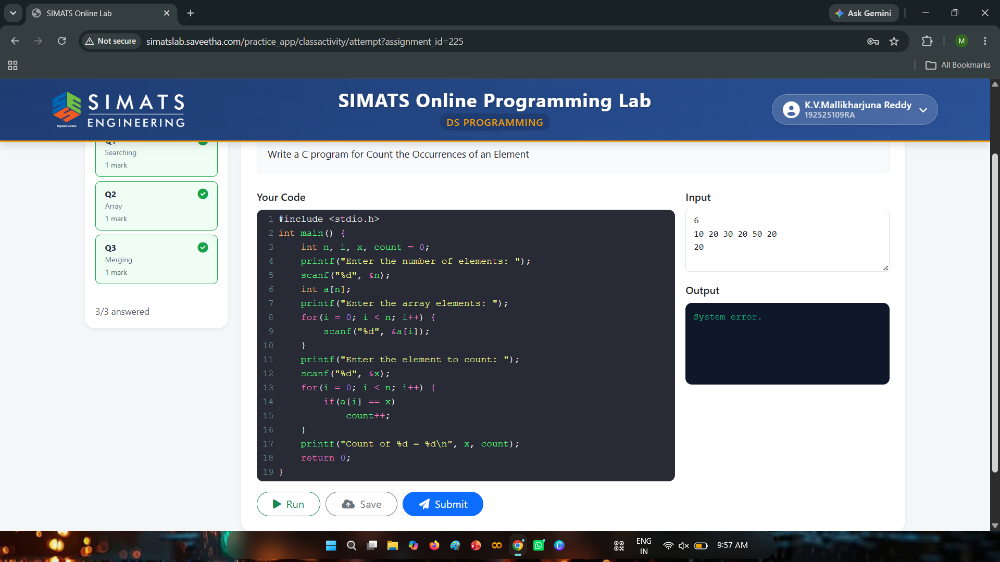 SIMATS Online Lab
Ask Gemini
Not secure
simatslab.saveetha.com/practice_app/classactivity/attempt?assignment_id=225
M
All Bookmarks
SIMATS
ENGINEERING
Engineer to Excel
SIMATS Online Programming Lab
DS PROGRAMMING
K.V.Mallikharjuna Reddy
192525109RA
Q1
Searching
1 mark
Q2
Array
1 mark
Q3
Merging
1 mark
3/3 answered
Write a C program for Count the Occurrences of an Element
Your Code
1 #include <stdio.h>
2 int main() {
3     int n, i, x, count = 0;
4     printf("Enter the number of elements: ");
5     scanf("%d", &n);
6     int a[n];
7     printf("Enter the array elements: ");
8     for(i = 0; i < n; i++) {
9         scanf("%d", &a[i]);
10     }
11     printf("Enter the element to count: ");
12     scanf("%d", &x);
13     for(i = 0; i < n; i++) {
14         if(a[i] == x)
15             count++;
16     }
17     printf("Count of %d = %d\n", x, count);
18     return 0;
19 }
Run
Save
Submit
Input
6
10 20 30 20 50 20
20
Output
System error.
ENG
IN
9:57 AM